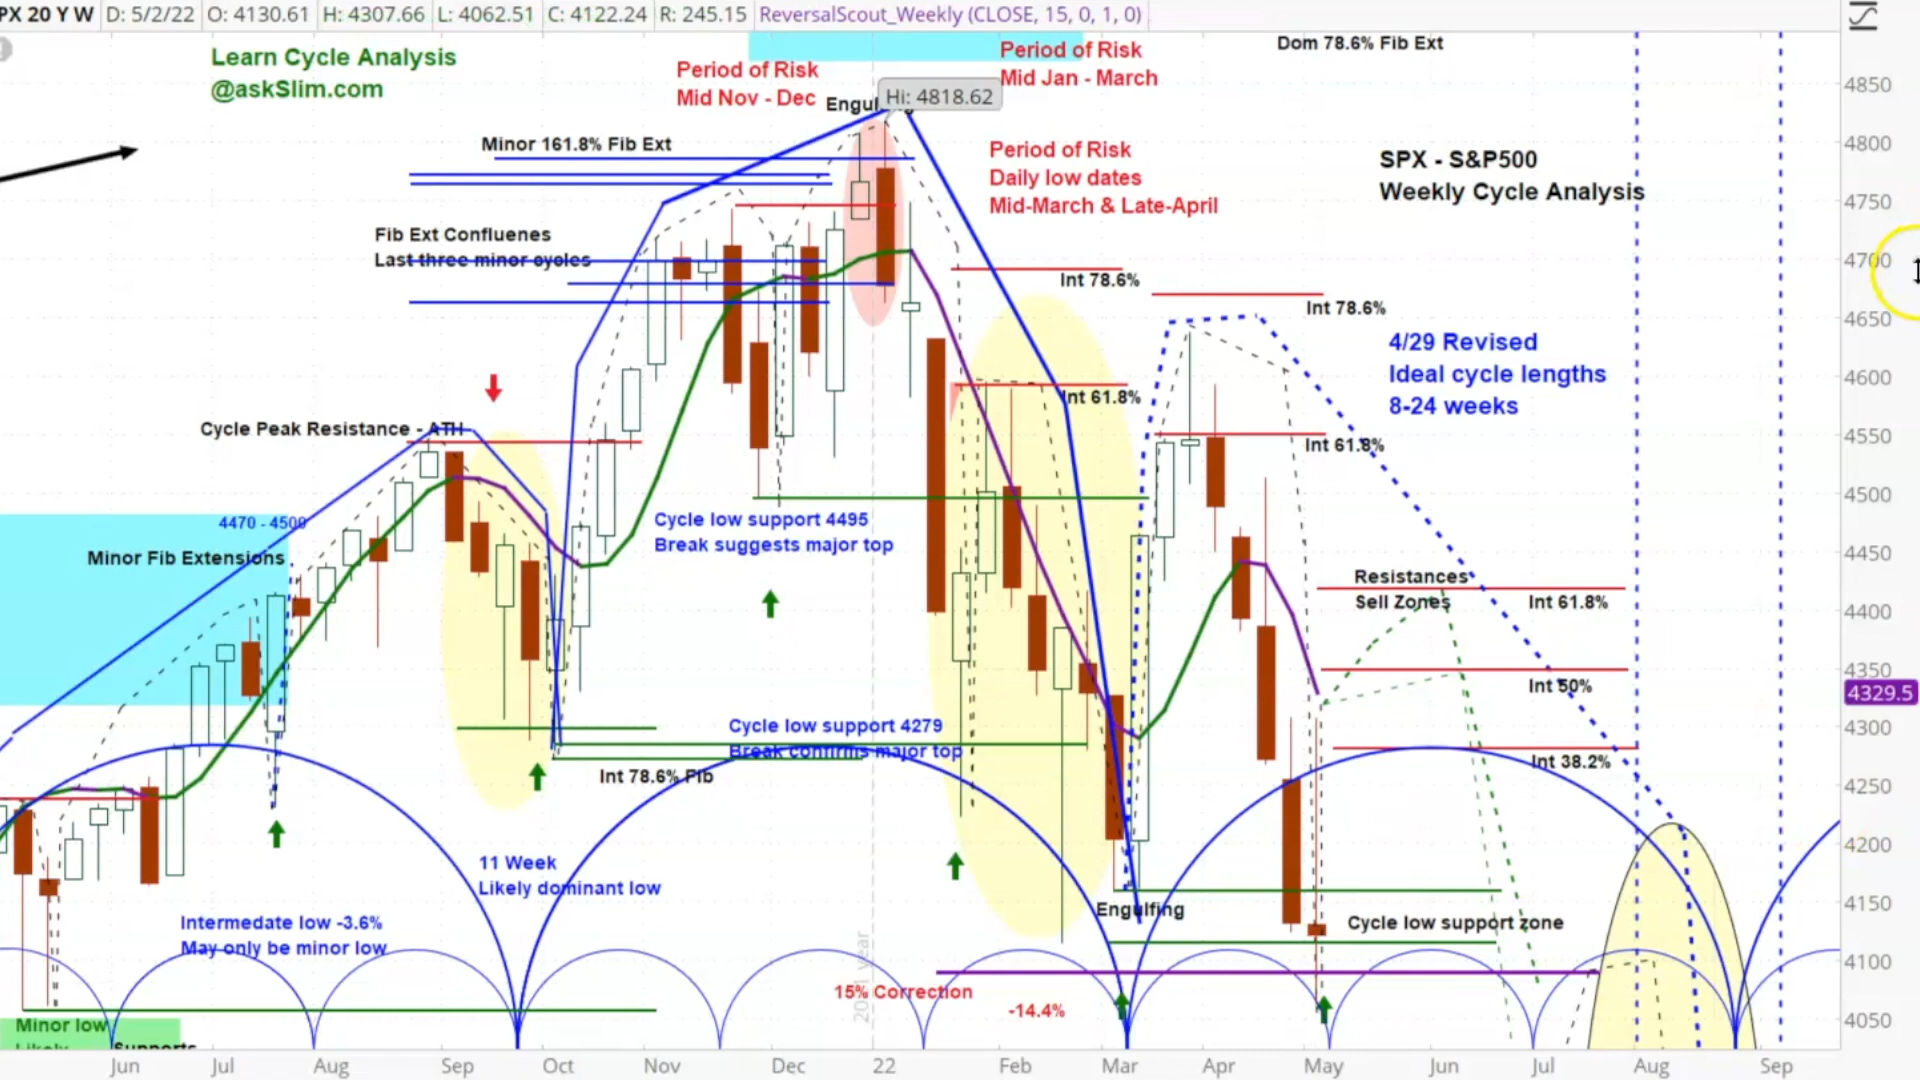 PX 20 Y W D: 5/2/22 O: 4130.61 H: 4307.66 L: 4062.51 C: 4122.24 R: 245.15 ReversalScout_Weekly (CLOSE, 15, 0, 1, 0)
Learn Cycle Analysis
@askSlim.com
Period of Risk
Mid Nov - Dec
Hi: 4818.62
Period of Risk
Mid Jan - March
Dom 78.6% Fib Ext
Minor 161.8% Fib Ext
Period of Risk
Daily low dates
Mid-March & Late-April
SPX - S&P500
Weekly Cycle Analysis
Fib Ext Confluenes
Last three minor cycles
Int 78.6%
Int 78.6%
4/29 Revised
Ideal cycle lengths
8-24 weeks
Int 61.8%
Int 61.8%
Cycle Peak Resistance - ATH
4470 - 4500
Minor Fib Extensions
Cycle low support 4495
Break suggests major top
Resistances
Sell Zones
Int 61.8%
Int 50%
Int 38.2%
Cycle low support 4279
Break confirms major top
Int 78.6% Fib
11 Week
Likely dominant low
Intermedate low -3.6%
May only be minor low
Engulfing
Cycle low support zone
15% Correction
-14.4%
Minor low
Likely
Supports
4850
4800
4750
4700
4650
4600
4550
4500
4450
4400
4350
4329.5
4300
4250
4200
4150
4100
4050
Jun Jul Aug Sep Oct Nov Dec 22 Feb Mar Apr May Jun Jul Aug Sep